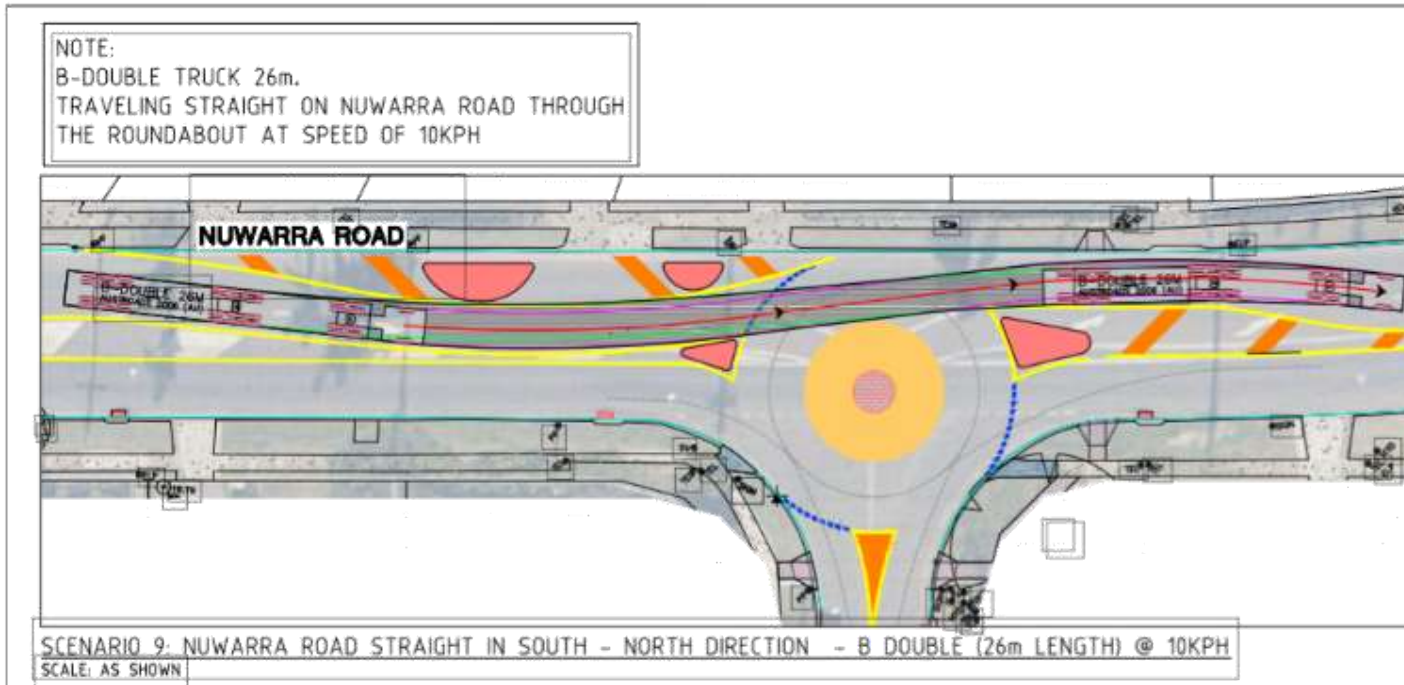 NOTE:
B-DOUBLE TRUCK 26m.
TRAVELING STRAIGHT ON NUWARRA ROAD THROUGH
THE ROUNDABOUT AT SPEED OF 10KPH
NUWARRA ROAD
B-DOUBLE 26M
B-DOUBLE 26M
SCENARIO 9: NUWARRA ROAD STRAIGHT IN SOUTH - NORTH DIRECTION - B DOUBLE (26m LENGTH) @ 10KPH
SCALE: AS SHOWN